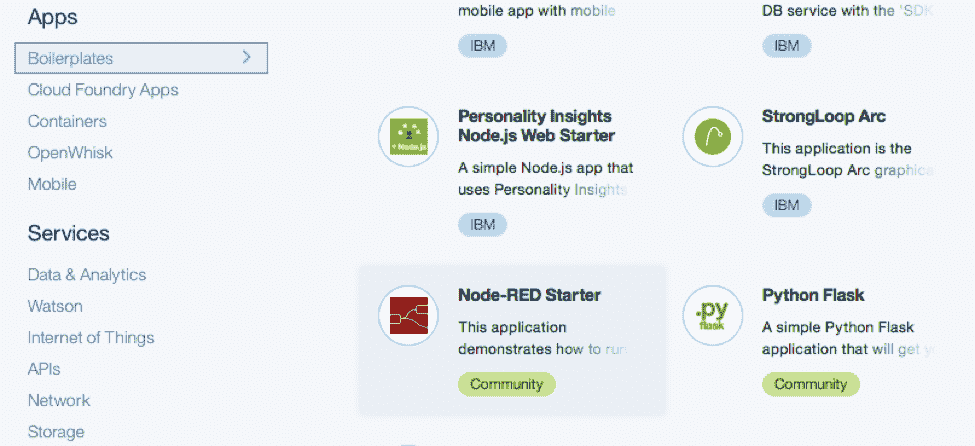 Apps
Boilerplates
Cloud Foundry Apps
Containers
OpenWhisk
Mobile
Services
Data & Analytics
Watson
Internet of Things
APIs
Network
Storage
mobile app with mobile
IBM
DB service with the 'SDK
IBM
Personality Insights
Node.js Web Starter
A simple Node.js app that
uses Personality Insights
IBM
+ Node.js
StrongLoop Arc
This application is the
StrongLoop Arc graphica
IBM
Node-RED Starter
This application
demonstrates how to run
Community
.py
flask
Python Flask
A simple Python Flask
application that will get y
Community